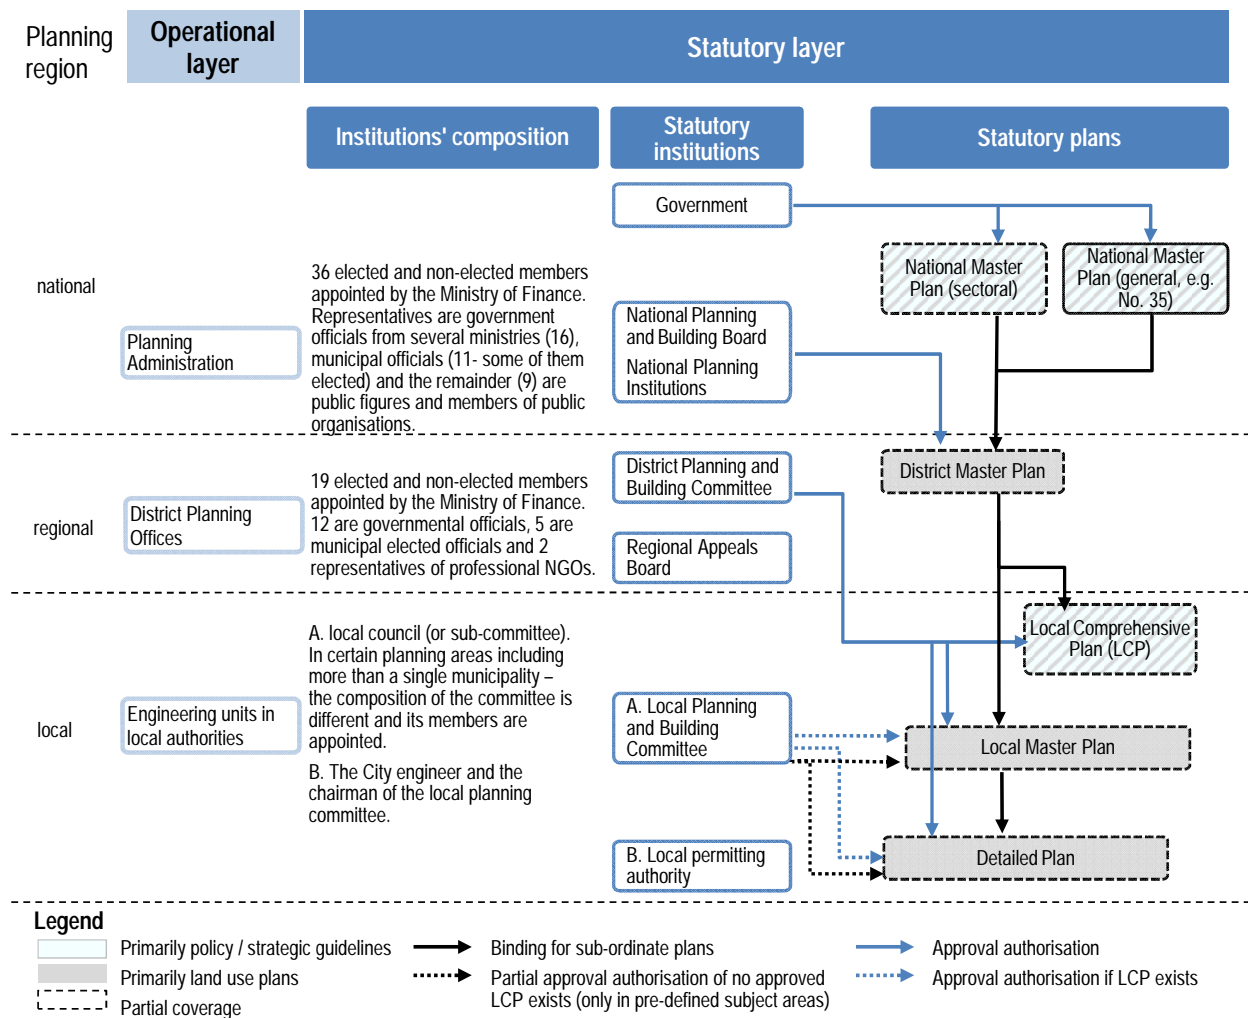 Planning
region
Operational
layer
Statutory layer
Institutions' composition
Statutory
institutions
Statutory plans
Government
national
Planning
Administration
36 elected and non-elected members
appointed by the Ministry of Finance.
Representatives are government
officials from several ministries (16),
municipal officials (11- some of them
elected) and the remainder (9) are
public figures and members of public
organisations.
National Planning
and Building Board
National Planning
Institutions
National Master
Plan (sectoral)
National Master
Plan (general, e.g.
No. 35)
regional
District Planning
Offices
19 elected and non-elected members
appointed by the Ministry of Finance.
12 are governmental officials, 5 are
municipal elected officials and 2
representatives of professional NGOs.
District Planning and
Building Committee
Regional Appeals
Board
District Master Plan
local
Engineering units in
local authorities
A. local council (or sub-committee).
In certain planning areas including
more than a single municipality –
the composition of the committee is
different and its members are
appointed.
B. The City engineer and the
chairman of the local planning
committee.
A. Local Planning
and Building
Committee
B. Local permitting
authority
Local Comprehensive
Plan (LCP)
Local Master Plan
Detailed Plan
Legend
Primarily policy / strategic guidelines
Primarily land use plans
Partial coverage
Binding for sub-ordinate plans
Partial approval authorisation of no approved
LCP exists (only in pre-defined subject areas)
Approval authorisation
Approval authorisation if LCP exists